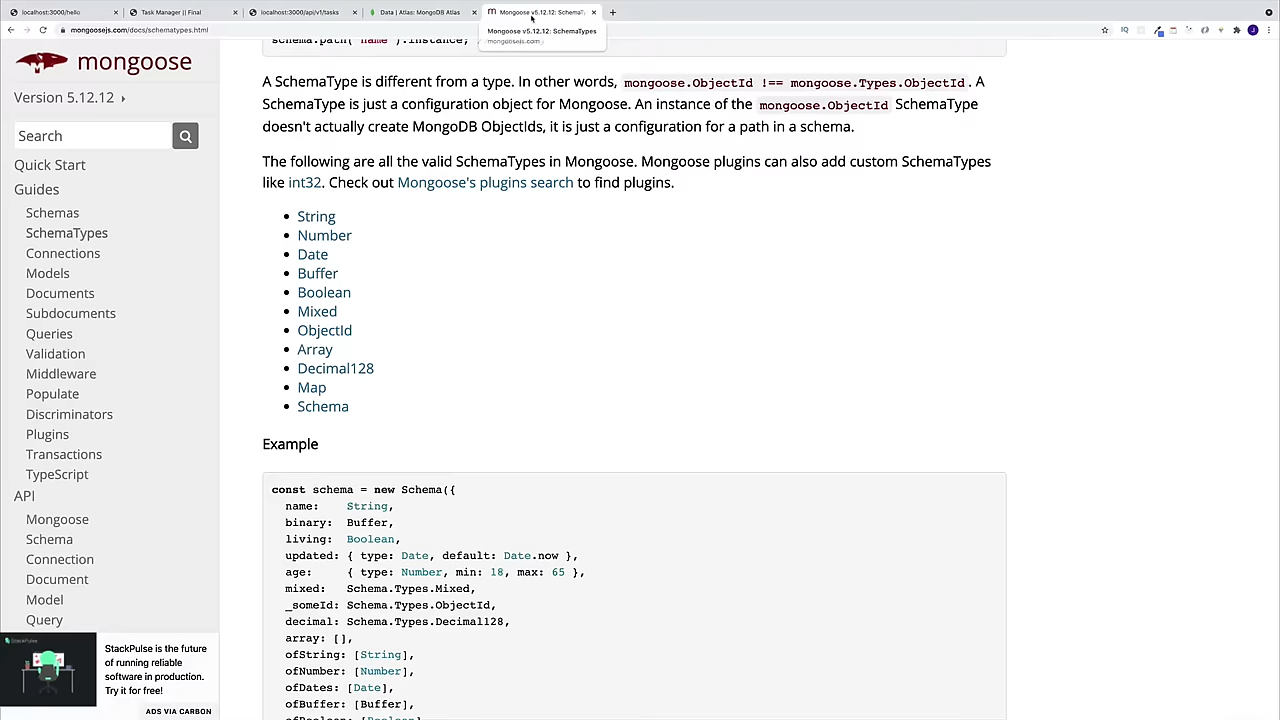 localhost:3000/hello
Task Manager || Final
localhost:3000/api/v1/tasks
Data | Atlas: MongoDB Atlas
Mongoose v5.12.12: SchemaT
mongoosejs.com/docs/schematypes.html
Mongoose v5.12.12: SchemaTypes
mongoosejs.com
mongoose
Version 5.12.12
Search
Quick Start
Guides
Schemas
SchemaTypes
Connections
Models
Documents
Subdocuments
Queries
Validation
Middleware
Populate
Discriminators
Plugins
Transactions
TypeScript
API
Mongoose
Schema
Connection
Document
Model
Query
StackPulse
StackPulse is the future
of running reliable
software in production.
Try it for free!
ADS VIA CARBON
schema.path('name').instance;
A SchemaType is different from a type. In other words, mongoose.ObjectId !== mongoose.Types.ObjectId. A
SchemaType is just a configuration object for Mongoose. An instance of the mongoose.ObjectId SchemaType
doesn't actually create MongoDB ObjectIds, it is just a configuration for a path in a schema.
The following are all the valid SchemaTypes in Mongoose. Mongoose plugins can also add custom SchemaTypes
like int32. Check out Mongoose's plugins search to find plugins.
String
Number
Date
Buffer
Boolean
Mixed
ObjectId
Array
Decimal128
Map
Schema
Example
const schema = new Schema({
name: String,
binary: Buffer,
living: Boolean,
updated: { type: Date, default: Date.now },
age: { type: Number, min: 18, max: 65 },
mixed: Schema.Types.Mixed,
_someId: Schema.Types.ObjectId,
decimal: Schema.Types.Decimal128,
array: [],
ofString: [String],
ofNumber: [Number],
ofDates: [Date],
ofBuffer: [Buffer],
ofBoolean: [Boolean],